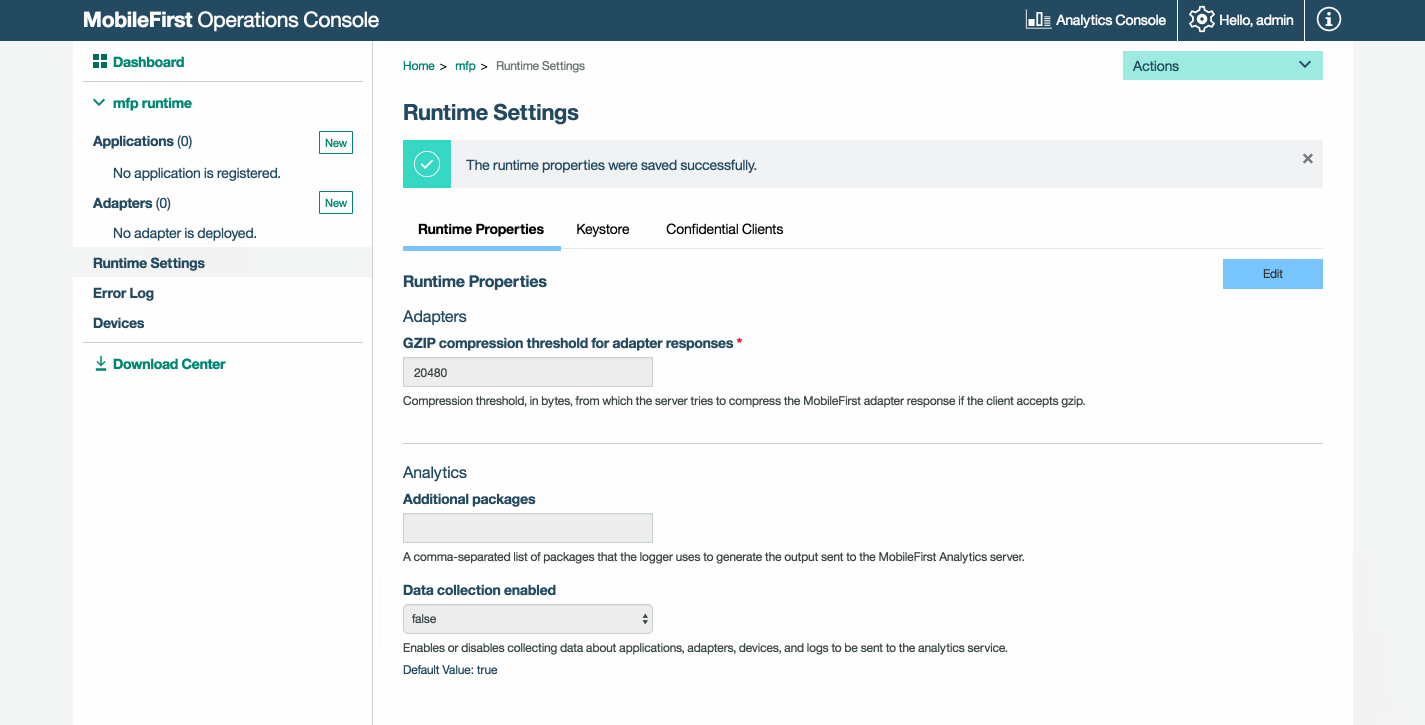 MobileFirst Operations Console
Analytics Console
Hello, admin
Dashboard
mfp runtime
Applications (0)
New
No application is registered.
Adapters (0)
New
No adapter is deployed.
Runtime Settings
Error Log
Devices
Download Center
Home > mfp > Runtime Settings
Actions
Runtime Settings
The runtime properties were saved successfully.
Runtime Properties
Keystore
Confidential Clients
Runtime Properties
Edit
Adapters
GZIP compression threshold for adapter responses *
20480
Compression threshold, in bytes, from which the server tries to compress the MobileFirst adapter response if the client accepts gzip.
Analytics
Additional packages
A comma-separated list of packages that the logger uses to generate the output sent to the MobileFirst Analytics server.
Data collection enabled
false
Enables or disables collecting data about applications, adapters, devices, and logs to be sent to the analytics service.
Default Value: true